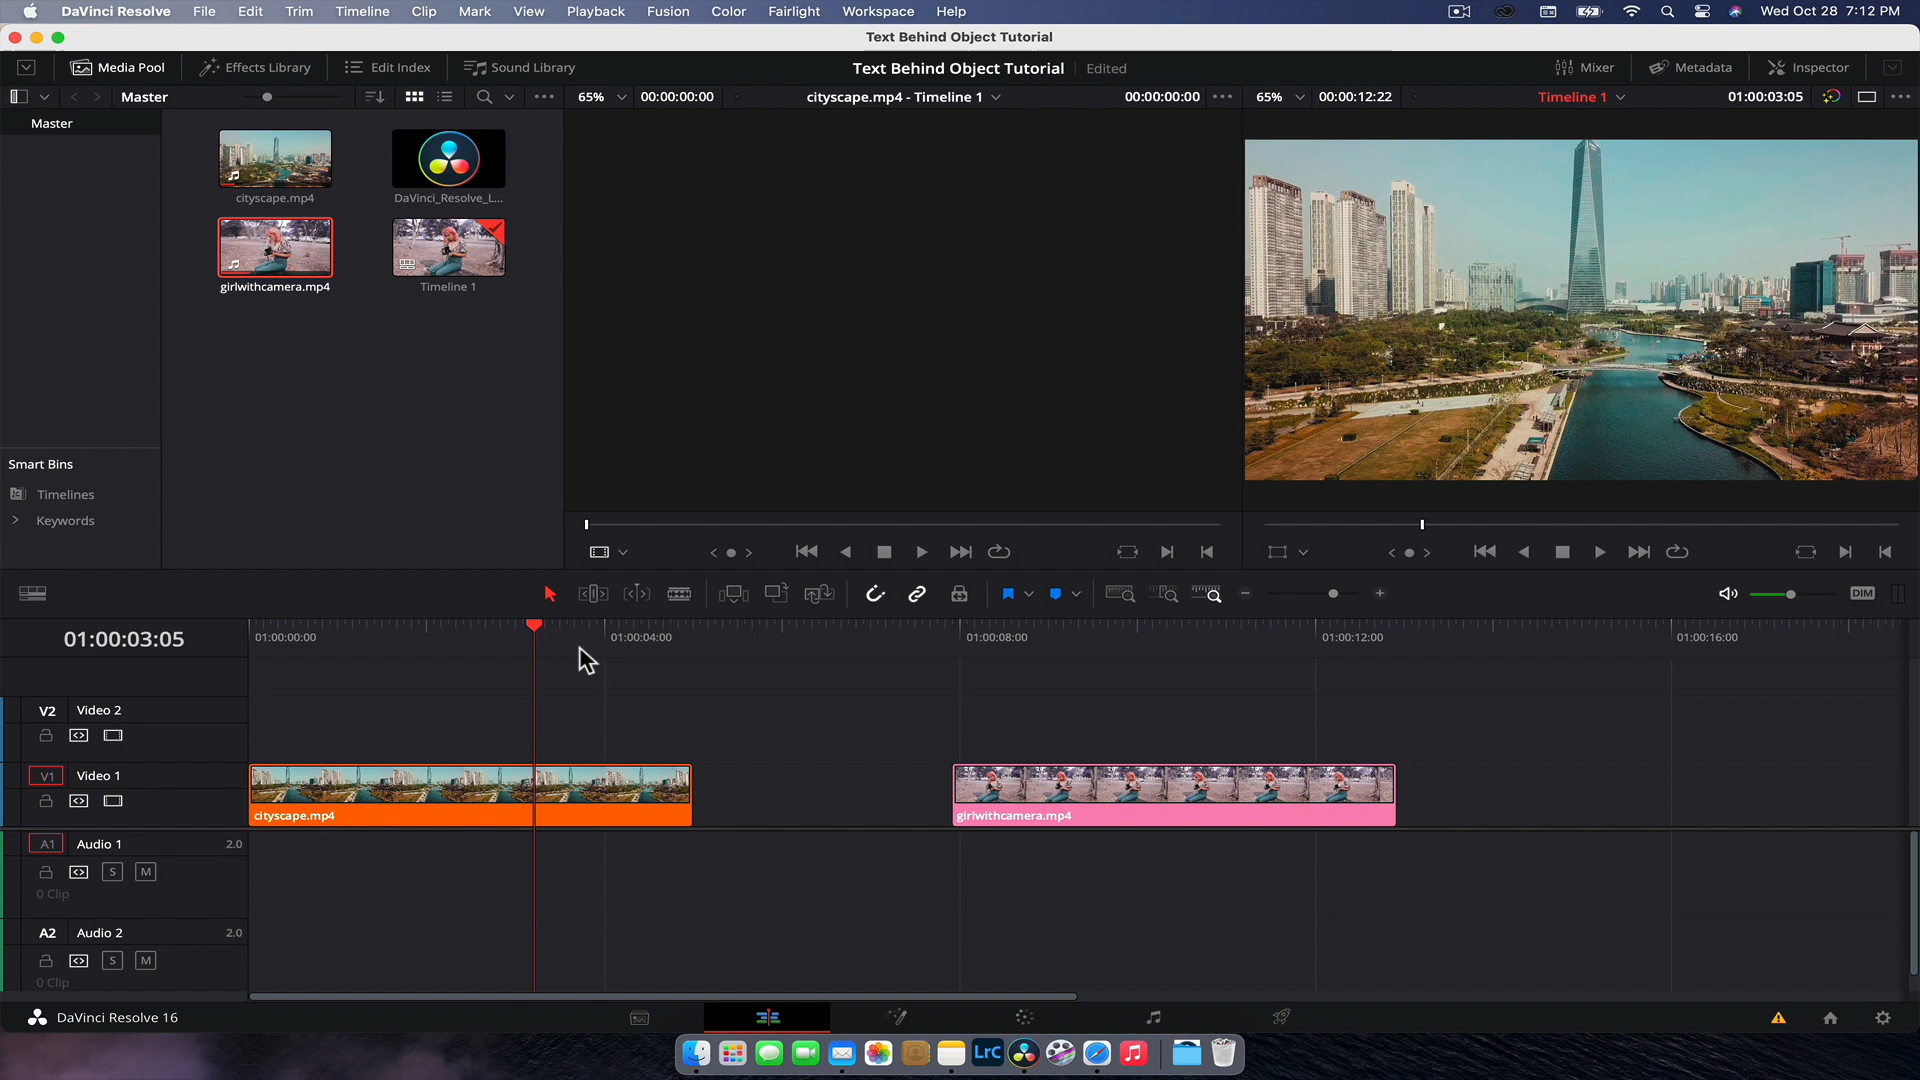 DaVinci Resolve File Edit Trim Timeline Clip Mark View Playback Fusion Color Fairlight Workspace Help Wed Oct 28 7:12 PM
Text Behind Object Tutorial
Media Pool Effects Library Edit Index Sound Library Text Behind Object Tutorial Edited Mixer Metadata Inspector
Master 65% 00:00:00:00 cityscape.mp4 - Timeline 1 00:00:00:00 65% 00:00:12:22 Timeline 1 01:00:03:05
Master
cityscape.mp4 DaVinci_Resolve_L...
girlwithcamera.mp4 Timeline 1
Smart Bins
Timelines
Keywords
DIM
01:00:03:05 01:00:00:00 01:00:04:00 01:00:08:00 01:00:12:00 01:00:16:00
V2 Video 2
V1 Video 1
cityscape.mp4 girlwithcamera.mp4
A1 Audio 1 2.0
S M
0 Clip
A2 Audio 2 2.0
S M
0 Clip
DaVinci Resolve 16
LrC